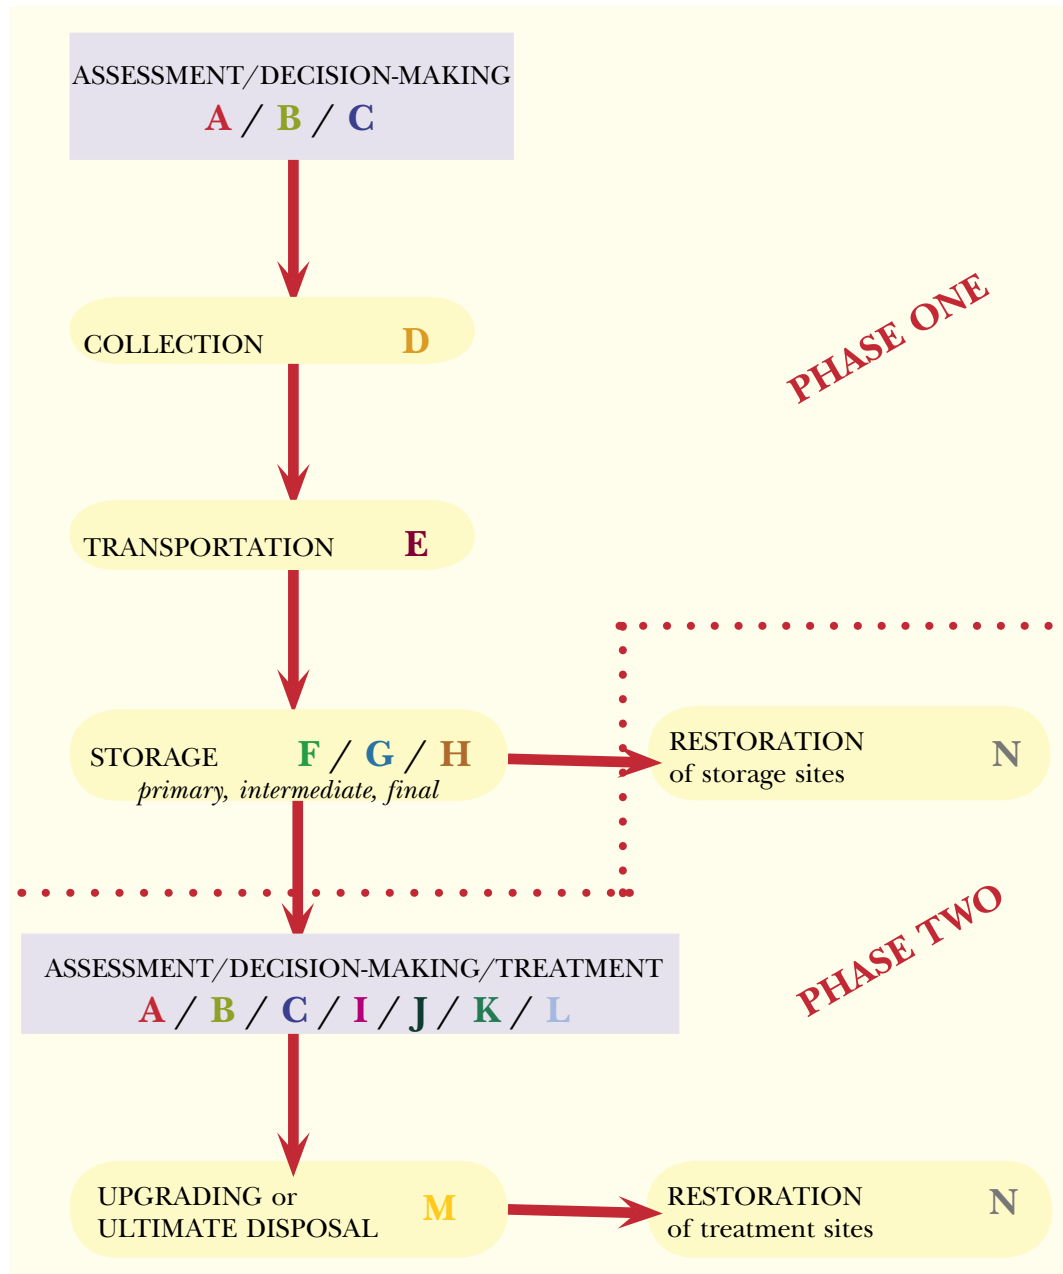 ASSESSMENT/DECISION-MAKING
A / B / C
PHASE ONE
COLLECTION D
TRANSPORTATION E
STORAGE F / G / H
primary, intermediate, final
RESTORATION
of storage sites
N
PHASE TWO
ASSESSMENT/DECISION-MAKING/TREATMENT
A / B / C / I / J / K / L
UPGRADING or
ULTIMATE DISPOSAL
M
RESTORATION
of treatment sites
N